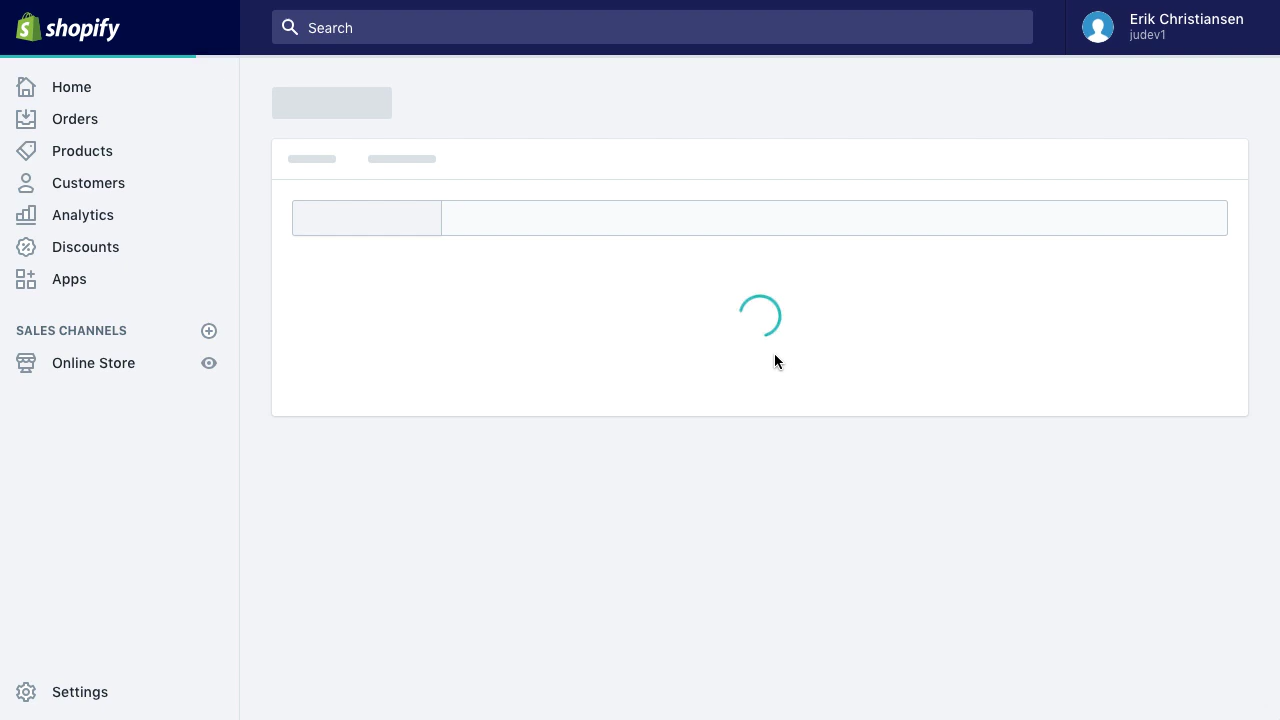 shopify
Search
Erik Christiansen
judev1
Home
Orders
Products
Customers
Analytics
Discounts
Apps
SALES CHANNELS
Online Store
Settings